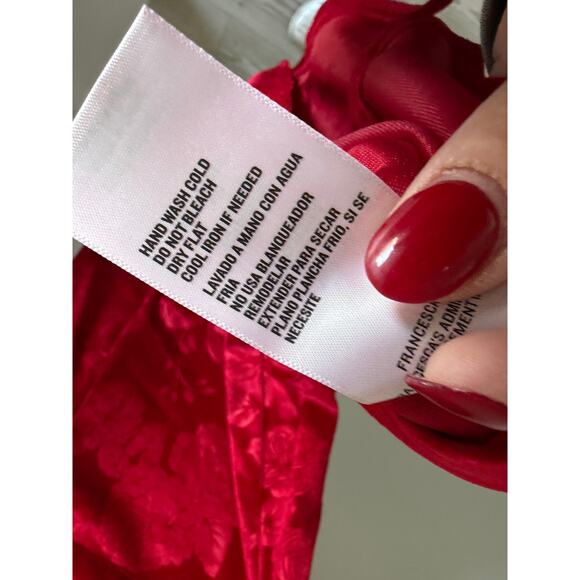 HAND WASH COLD
DO NOT BLEACH
DRY FLAT
COOL IRON IF NEEDED
LAVADO A MANO CON AGUA
FRIA
NO USA BLANQUEADOR
REMODELAR
EXTENDER PARA SECAR
PLANO PLANCHA FRIO, SI SE
NECESITE